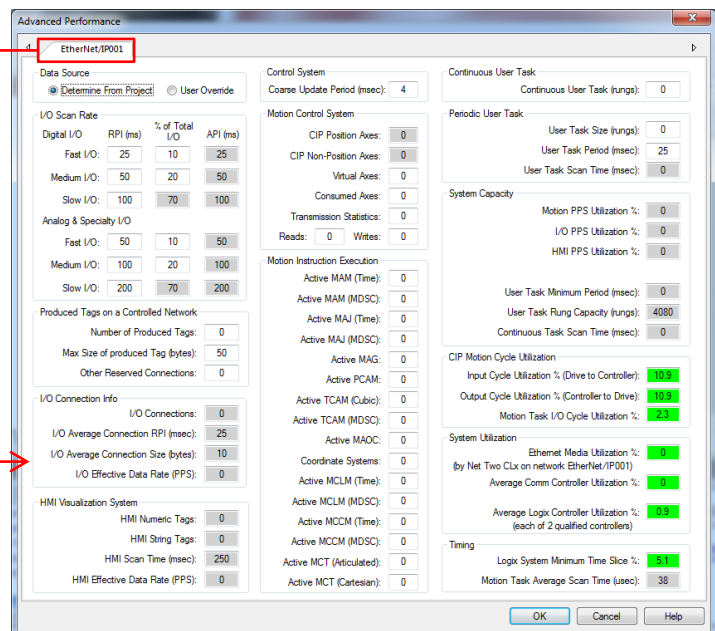 Advanced Performance
EtherNet/IP001
Data Source
Determine From Project User Override
I/O Scan Rate
Digital I/O RPI (ms) % of Total I/O API (ms)
Fast I/O: 25 10 25
Medium I/O: 50 20 50
Slow I/O: 100 70 100
Analog & Specialty I/O
Fast I/O: 50 10 50
Medium I/O: 100 20 100
Slow I/O: 200 70 200
Produced Tags on a Controlled Network
Number of Produced Tags: 0
Max Size of produced Tag (bytes): 50
Other Reserved Connections: 0
I/O Connection Info
I/O Connections: 0
I/O Average Connection RPI (msec): 25
I/O Average Connection Size (bytes): 10
I/O Effective Data Rate (PPS): 0
HMI Visualization System
HMI Numeric Tags: 0
HMI String Tags: 0
HMI Scan Time (msec): 250
HMI Effective Data Rate (PPS): 0
Control System
Coarse Update Period (msec): 4
Motion Control System
CIP Position Axes: 0
CIP Non-Position Axes: 0
Virtual Axes: 0
Consumed Axes: 0
Transmission Statistics: 0
Reads: 0 Writes: 0
Motion Instruction Execution
Active MAM (Time): 0
Active MAM (MDSC): 0
Active MAJ (Time): 0
Active MAJ (MDSC): 0
Active MAG: 0
Active PCAM: 0
Active TCAM (Cubic): 0
Active TCAM (MDSC): 0
Active MAOC: 0
Coordinate Systems: 0
Active MCLM (Time): 0
Active MCLM (MDSC): 0
Active MCCM (Time): 0
Active MCCM (MDSC): 0
Active MCT (Articulated): 0
Active MCT (Cartesian): 0
Continuous User Task
Continuous User Task (rungs): 0
Periodic User Task
User Task Size (rungs): 0
User Task Period (msec): 25
User Task Scan Time (msec): 0
System Capacity
Motion PPS Utilization %: 0
I/O PPS Utilization %: 0
HMI PPS Utilization %: 0
User Task Minimum Period (msec): 0
User Task Rung Capacity (rungs): 4080
Continuous Task Scan Time (msec): 0
CIP Motion Cycle Utilization
Input Cycle Utilization % (Drive to Controller): 10.9
Output Cycle Utilization % (Controller to Drive): 10.9
Motion Task I/O Cycle Utilization %: 2.3
System Utilization
Ethernet Media Utilization %: 0
(by Net Two CLx on network EtherNet/IP001)
Average Comm Controller Utilization %: 0
Average Logix Controller Utilization %: 0.9
(each of 2 qualified controllers)
Timing
Logix System Minimum Time Slice %: 5.1
Motion Task Average Scan Time (usec): 38
OK Cancel Help